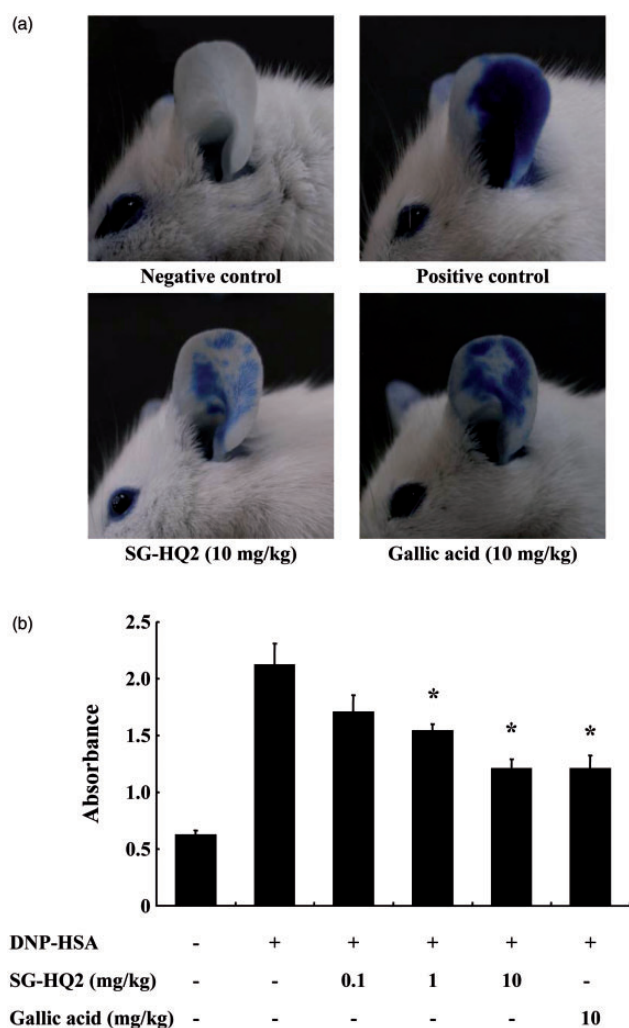 (a)
Negative control Positive control
SG-HQ2 (10 mg/kg) Gallic acid (10 mg/kg)
(b)
2.5
2.0
1.5
1.0
0.5
0
Absorbance
* * *
DNP-HSA - + + + + +
SG-HQ2 (mg/kg) - - 0.1 1 10 -
Gallic acid (mg/kg) - - - - - 10